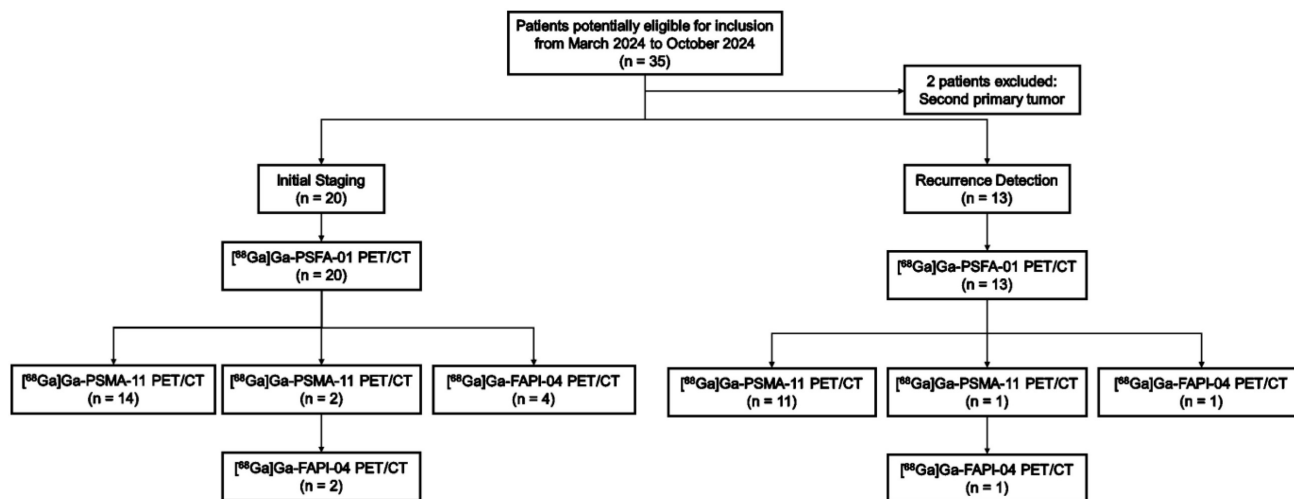 Patients potentially eligible for inclusion
from March 2024 to October 2024
(n = 35)
2 patients excluded:
Second primary tumor
Initial Staging
(n = 20)
Recurrence Detection
(n = 13)
[⁶⁸Ga]Ga-PSFA-01 PET/CT
(n = 20)
[⁶⁸Ga]Ga-PSFA-01 PET/CT
(n = 13)
[⁶⁸Ga]Ga-PSMA-11 PET/CT
(n = 14)
[⁶⁸Ga]Ga-PSMA-11 PET/CT
(n = 2)
[⁶⁸Ga]Ga-FAPI-04 PET/CT
(n = 4)
[⁶⁸Ga]Ga-PSMA-11 PET/CT
(n = 11)
[⁶⁸Ga]Ga-PSMA-11 PET/CT
(n = 1)
[⁶⁸Ga]Ga-FAPI-04 PET/CT
(n = 1)
[⁶⁸Ga]Ga-FAPI-04 PET/CT
(n = 2)
[⁶⁸Ga]Ga-FAPI-04 PET/CT
(n = 1)